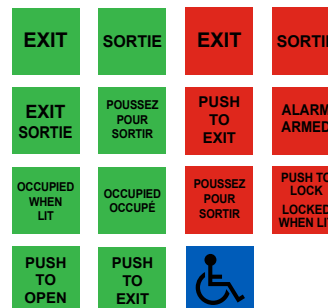 EXIT
SORTIE
EXIT
SORTIE
EXIT
SORTIE
POUSSEZ
POUR
SORTIR
PUSH
TO
EXIT
ALARM
ARMED
OCCUPIED
WHEN
LIT
OCCUPIED
OCCUPÉ
POUSSEZ
POUR
SORTIR
PUSH TO
LOCK
LOCKED
WHEN LIT
PUSH
TO
OPEN
PUSH
TO
EXIT